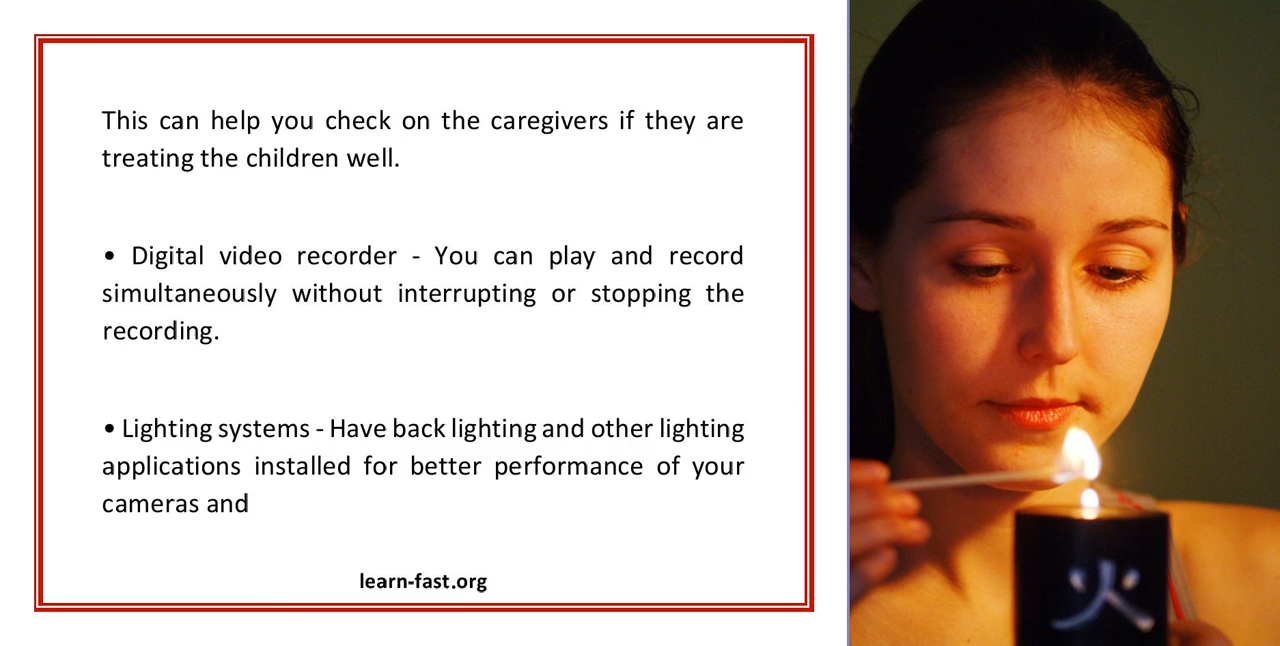 This can help you check on the caregivers if they are
treating the children well.
• Digital video recorder - You can play and record
simultaneously without interrupting or stopping the
recording.
• Lighting systems - Have back lighting and other lighting
applications installed for better performance of your
cameras and
learn-fast.org
火